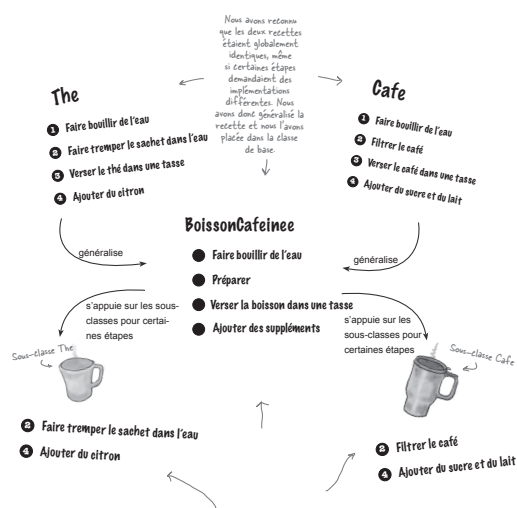 Nous avons reconnu
que les deux recettes
étaient globalement
identiques, même
si certaines étapes
demandaient des
implémentations
différentes. Nous
avons donc généralisé la
recette et nous l'avons
placée dans la classe
de base.
The
1 Faire bouillir de l'eau
2 Faire tremper le sachet dans l'eau
3 Verser le thé dans une tasse
4 Ajouter du citron
Cafe
1 Faire bouillir de l'eau
2 Filtrer le café
3 Verser le café dans une tasse
4 Ajouter du sucre et du lait
BoissonCafeinee
Faire bouillir de l'eau
Préparer
Verser la boisson dans une tasse
Ajouter des suppléments
généralise
généralise
s'appuie sur les sous-
classes pour certai-
nes étapes
s'appuie sur les
sous-classes pour
certaines étapes
Sous-classe The
Sous-classe Cafe
2 Faire tremper le sachet dans l'eau
4 Ajouter du citron
2 Filtrer le café
4 Ajouter du sucre et du lait